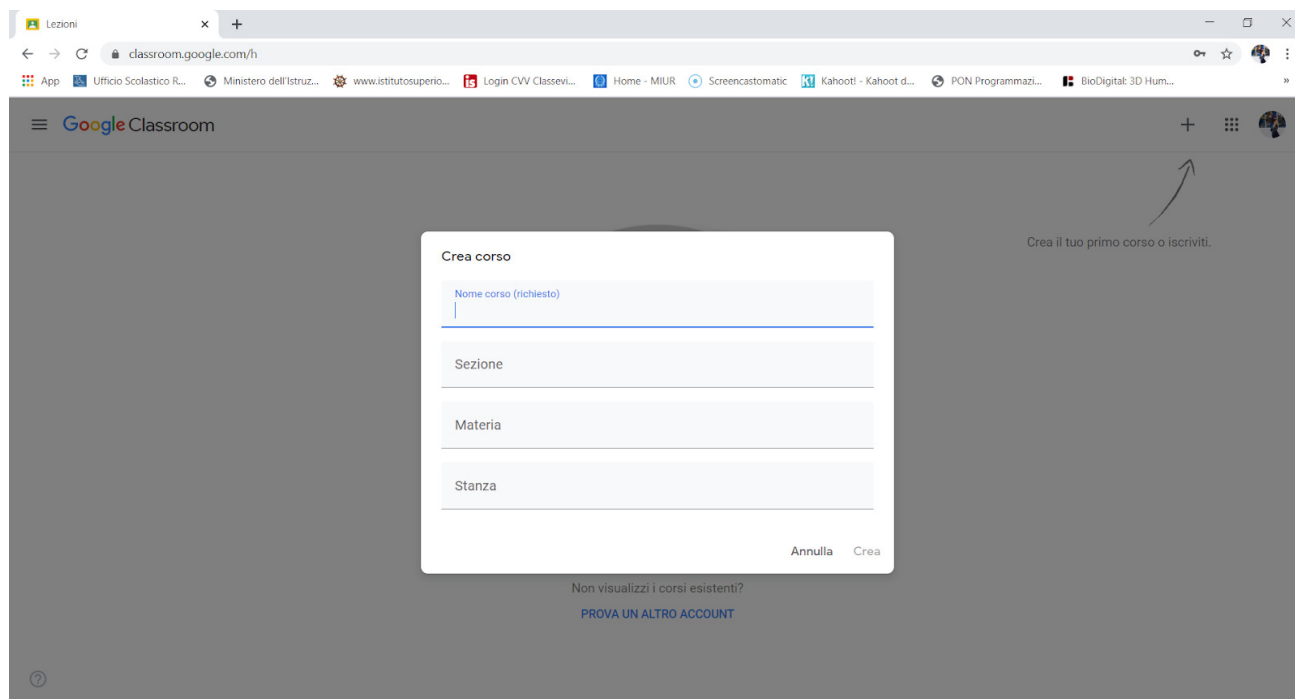 Lezioni
classroom.google.com/h
App Ufficio Scolastico R... Ministero dell'Istruz... www.istitutosuperio... Login CVV Classevi... Home - MIUR Screencastomatic Kahoot! - Kahoot d... PON Programmazi... BioDigital: 3D Hum... »
Google Classroom
Crea il tuo primo corso o iscriviti.
Crea corso
Nome corso (richiesto)
Sezione
Materia
Stanza
Annulla Crea
Non visualizzi i corsi esistenti?
PROVA UN ALTRO ACCOUNT